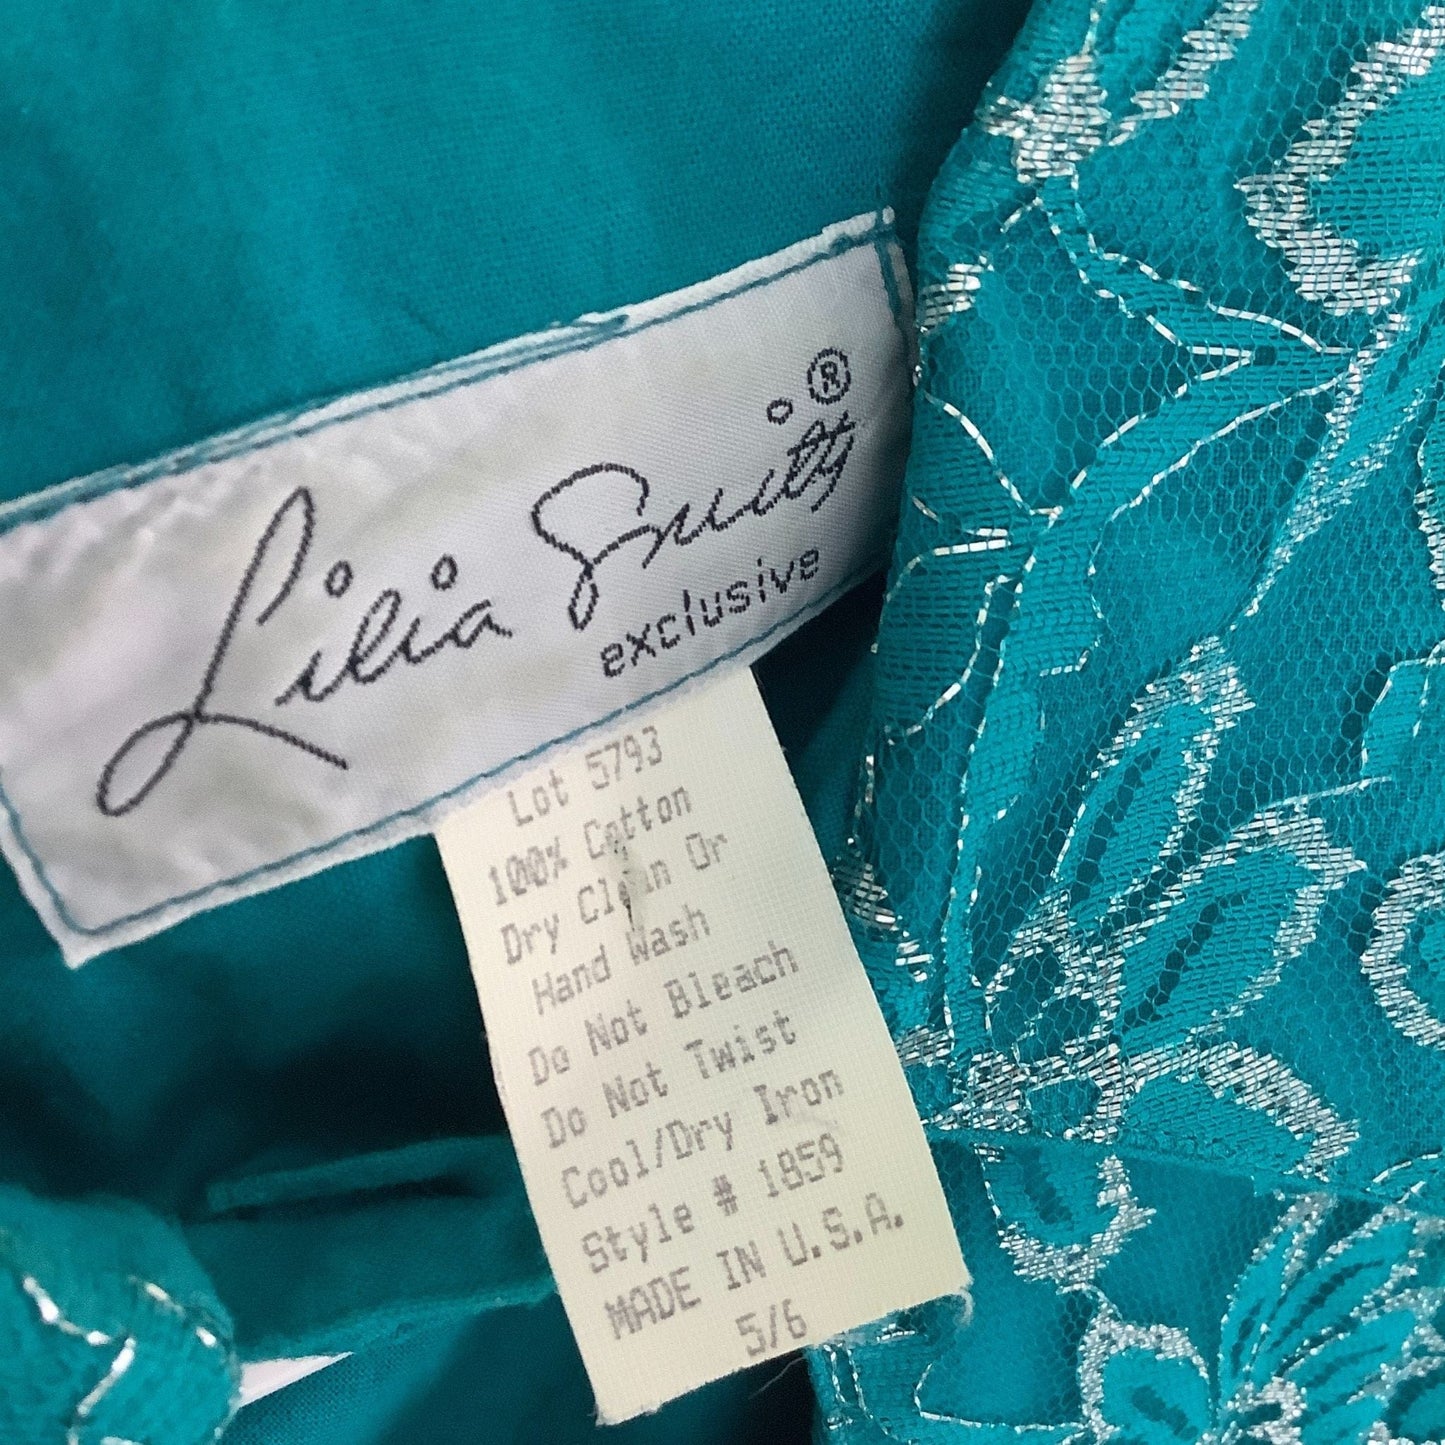 Lilia Smith®
exclusive
Lot 5793
100% Cotton
Dry Clean Or
Hand Wash
Do Not Bleach
Do Not Twist
Cool/Dry Iron
Style # 1859
MADE IN U.S.A.
5/6